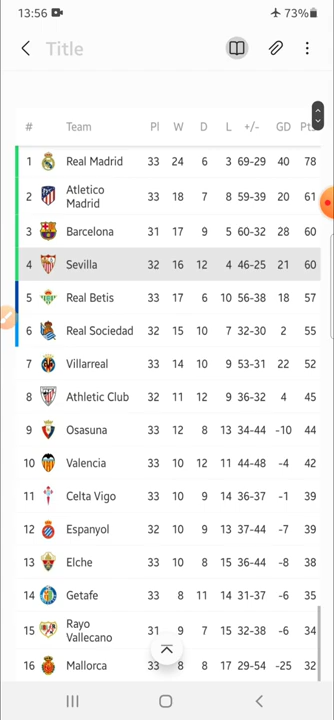 13:56 73%
Title
# Team Pl W D L +/- GD Pts
1 Real Madrid 33 24 6 3 69-29 40 78
2 Atletico Madrid 33 18 7 8 59-39 20 61
3 Barcelona 31 17 9 5 60-32 28 60
4 Sevilla 32 16 12 4 46-25 21 60
5 Real Betis 33 17 6 10 56-38 18 57
6 Real Sociedad 32 15 10 7 32-30 2 55
7 Villarreal 33 14 10 9 53-31 22 52
8 Athletic Club 32 11 12 9 36-32 4 45
9 Osasuna 33 12 8 13 34-44 -10 44
10 Valencia 33 10 12 11 44-48 -4 42
11 Celta Vigo 33 10 9 14 36-37 -1 39
12 Espanyol 32 10 9 13 37-44 -7 39
13 Elche 33 10 8 15 36-44 -8 38
14 Getafe 33 8 11 14 31-37 -6 35
15 Rayo Vallecano 31 9 7 15 32-38 -6 34
16 Mallorca 33 8 8 17 29-54 -25 32